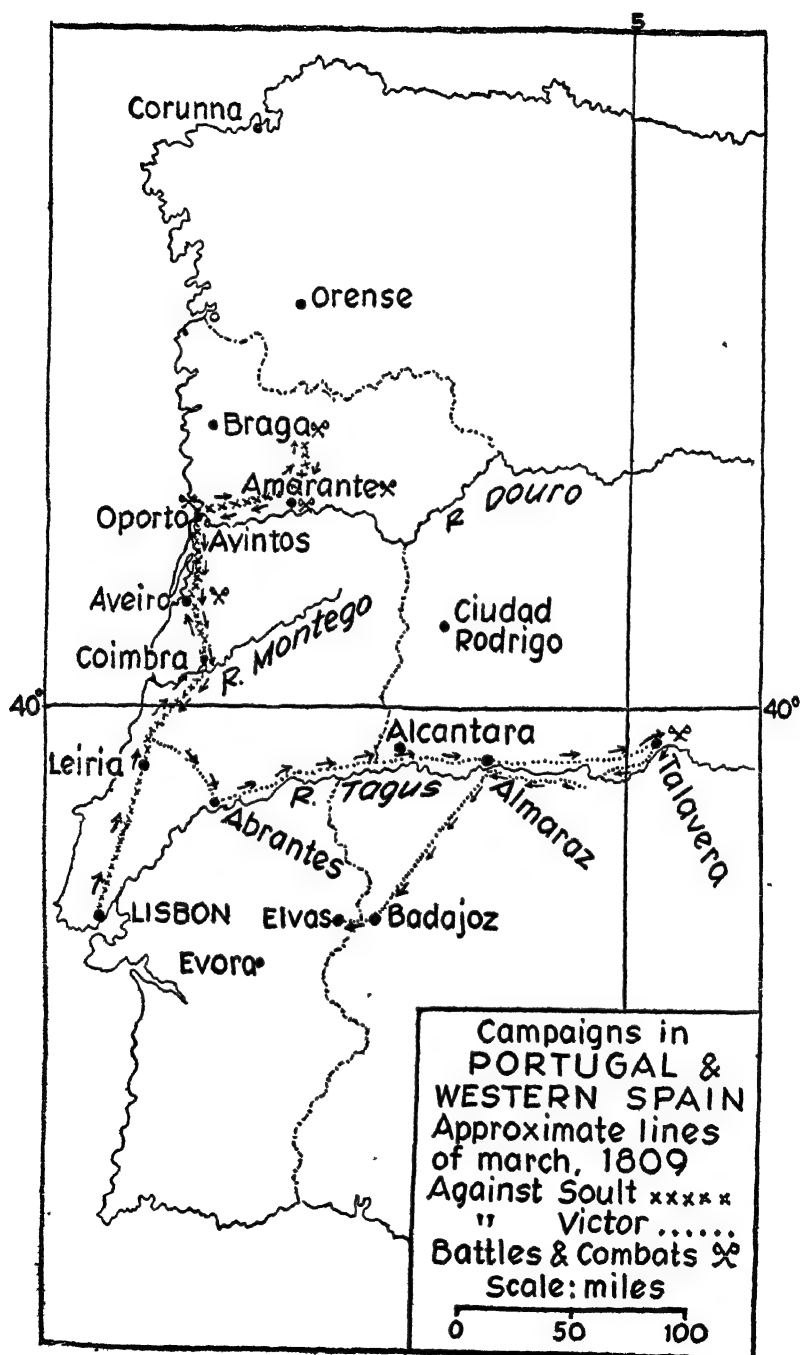 5
Corunna
Orense
Braga
Amarante
Oporto
R DOURO
Avintos
Aveiro
Ciudad
Rodrigo
R. Montego
Coimbra
40°
40°
Alcantara
Leiria
R. TAGUS
Almaraz
Talavera
Abrantes
LISBON
Elvas
Badajoz
Evora
Campaigns in
PORTUGAL &
WESTERN SPAIN
Approximate lines
of march, 1809
Against Soult xxxxx
" Victor ......
Battles & Combats
Scale: miles
0 50 100